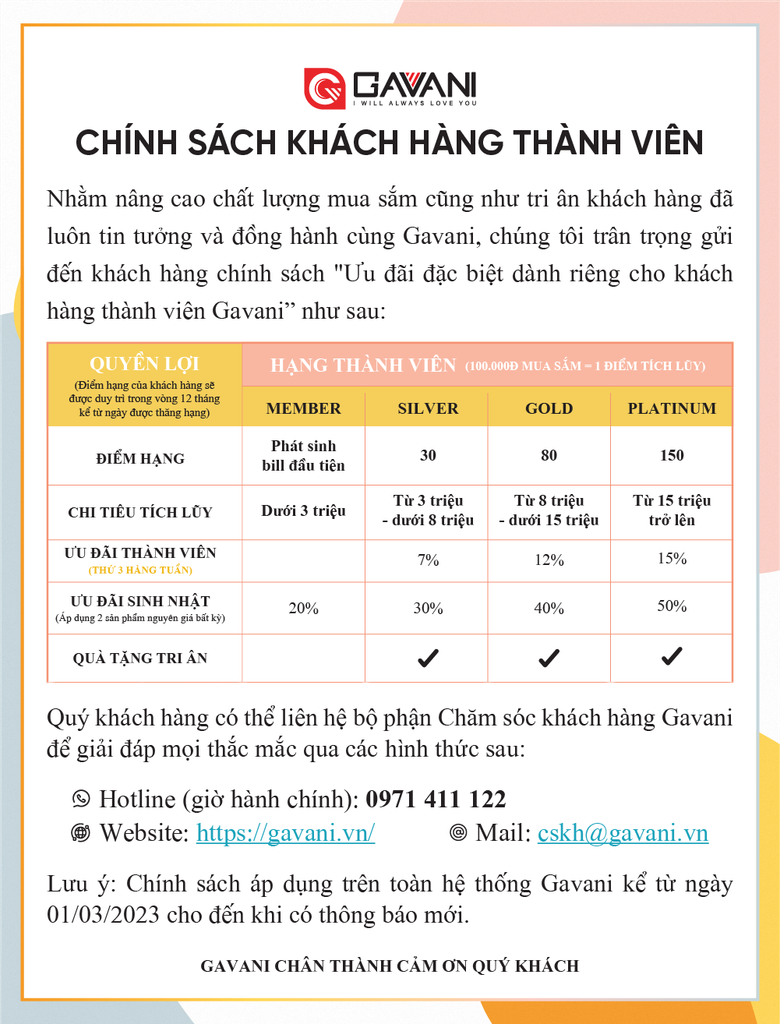 GAVANI
I WILL ALWAYS LOVE YOU
CHÍNH SÁCH KHÁCH HÀNG THÀNH VIÊN
Nhằm nâng cao chất lượng mua sắm cũng như tri ân khách hàng đã
luôn tin tưởng và đồng hành cùng Gavani, chúng tôi trân trọng gửi
đến khách hàng chính sách "Ưu đãi đặc biệt dành riêng cho khách
hàng thành viên Gavani” như sau:
QUYỀN LỢI
(Điểm hạng của khách hàng sẽ
được duy trì trong vòng 12 tháng
kể từ ngày được thăng hạng)
HẠNG THÀNH VIÊN (100.000Đ MUA SẮM = 1 ĐIỂM TÍCH LŨY)
MEMBER SILVER GOLD PLATINUM
ĐIỂM HẠNG
Phát sinh
bill đầu tiên
30 80 150
CHI TIÊU TÍCH LŨY
Dưới 3 triệu
Từ 3 triệu
- dưới 8 triệu
Từ 8 triệu
- dưới 15 triệu
Từ 15 triệu
trở lên
ƯU ĐÃI THÀNH VIÊN
(THỨ 3 HÀNG TUẦN)
7% 12% 15%
ƯU ĐÃI SINH NHẬT
(Áp dụng 2 sản phẩm nguyên giá bất kỳ)
20% 30% 40% 50%
QUÀ TẶNG TRI ÂN
Quý khách hàng có thể liên hệ bộ phận Chăm sóc khách hàng Gavani
để giải đáp mọi thắc mắc qua các hình thức sau:
Hotline (giờ hành chính): 0971 411 122
Website: https://gavani.vn/ Mail: cskh@gavani.vn
Lưu ý: Chính sách áp dụng trên toàn hệ thống Gavani kể từ ngày
01/03/2023 cho đến khi có thông báo mới.
GAVANI CHÂN THÀNH CẢM ƠN QUÝ KHÁCH